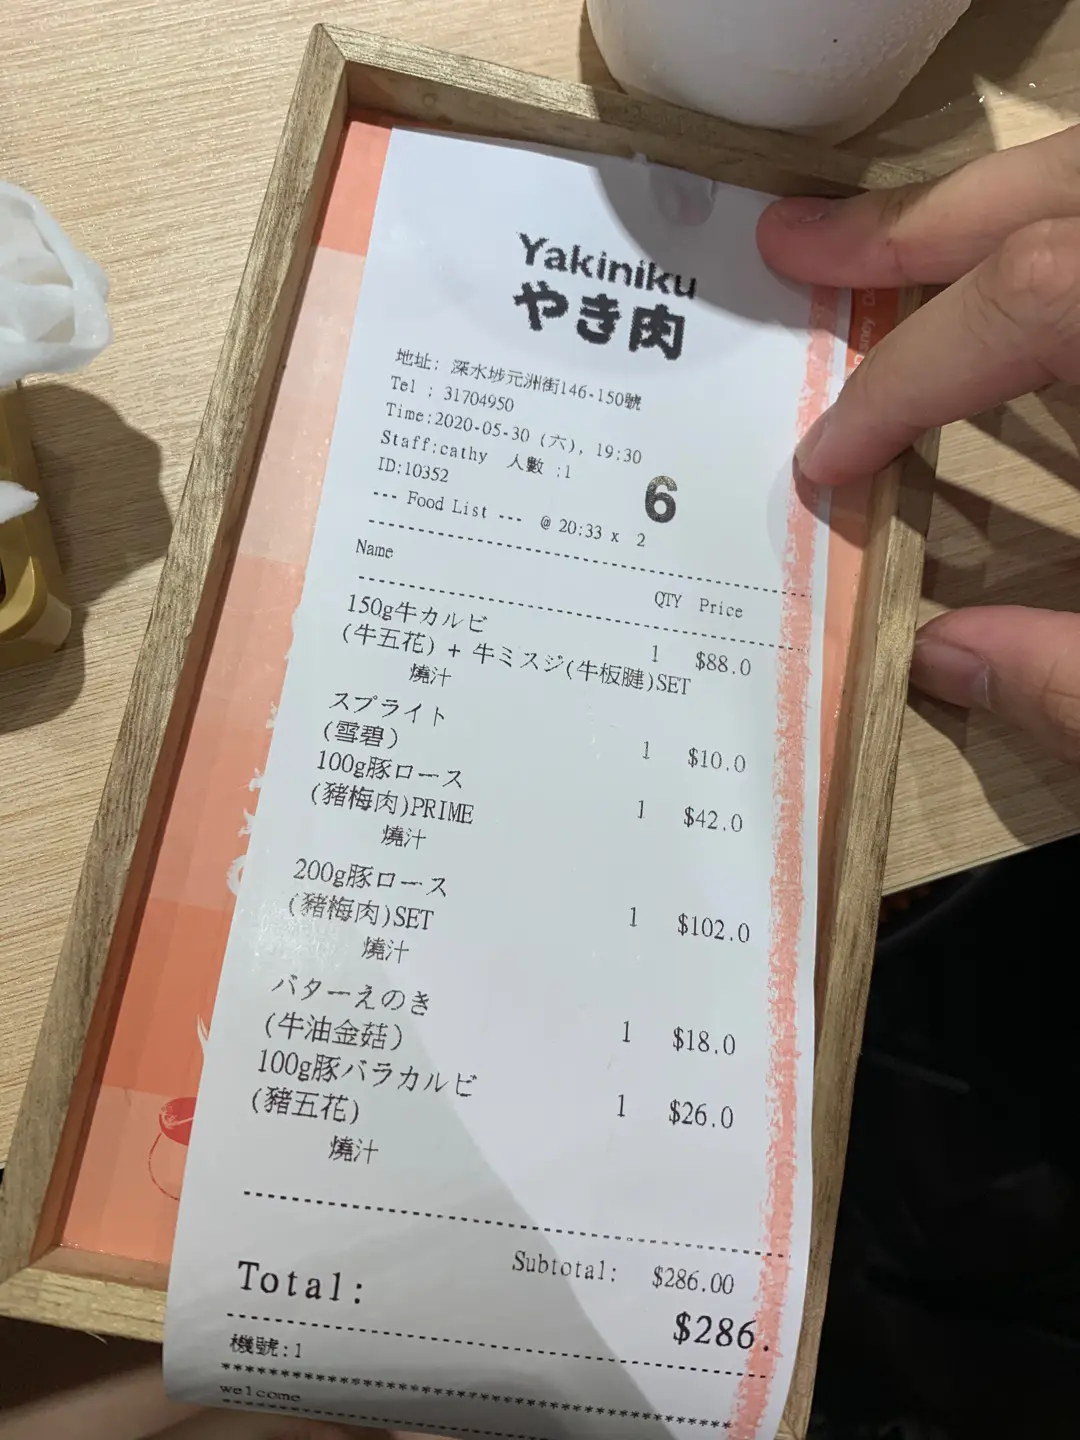 Yakiniku
やき肉
地址: 深水埗元洲街146-150號
Tel : 31704950
Time:2020-05-30 (六), 19:30
Staff:cathy 人數 :1
ID:10352
6
--- Food List --- @ 20:33 x 2
Name QTY Price
150g牛カルビ 1 $88.0
(牛五花) + 牛ミスジ(牛板腱)SET
燒汁
スプライト 1 $10.0
(雪碧)
100g豚ロース 1 $42.0
(豬梅肉)PRIME
燒汁
200g豚ロース 1 $102.0
(豬梅肉)SET
燒汁
バターえのき 1 $18.0
(牛油金菇)
100g豚バラカルビ 1 $26.0
(豬五花)
燒汁
Subtotal: $286.00
Total: $286.
機號:1
**********************************************
welcome